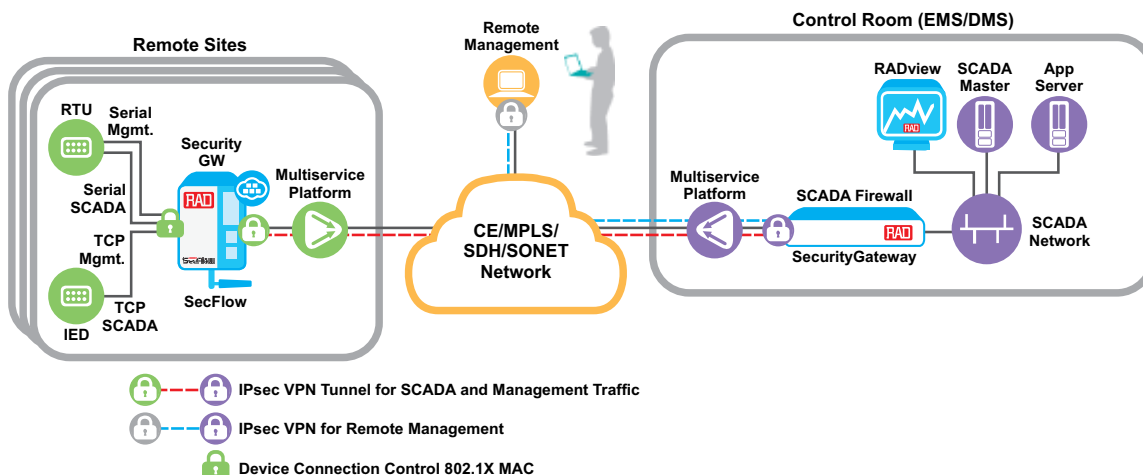 Remote Sites
RTU
Serial
Mgmt.
Security
GW
RAD
Multiservice
Platform
Serial
SCADA
TCP
Mgmt.
SecFlow
SecFlow
IED
TCP
SCADA
Remote
Management
CE/MPLS/
SDH/SONET
Network
Control Room (EMS/DMS)
RADview
SCADA
Master
App
Server
RAD
Multiservice
Platform
SCADA Firewall
RAD
SecurityGateway
SCADA
Network
IPsec VPN Tunnel for SCADA and Management Traffic
IPsec VPN for Remote Management
Device Connection Control 802.1X MAC